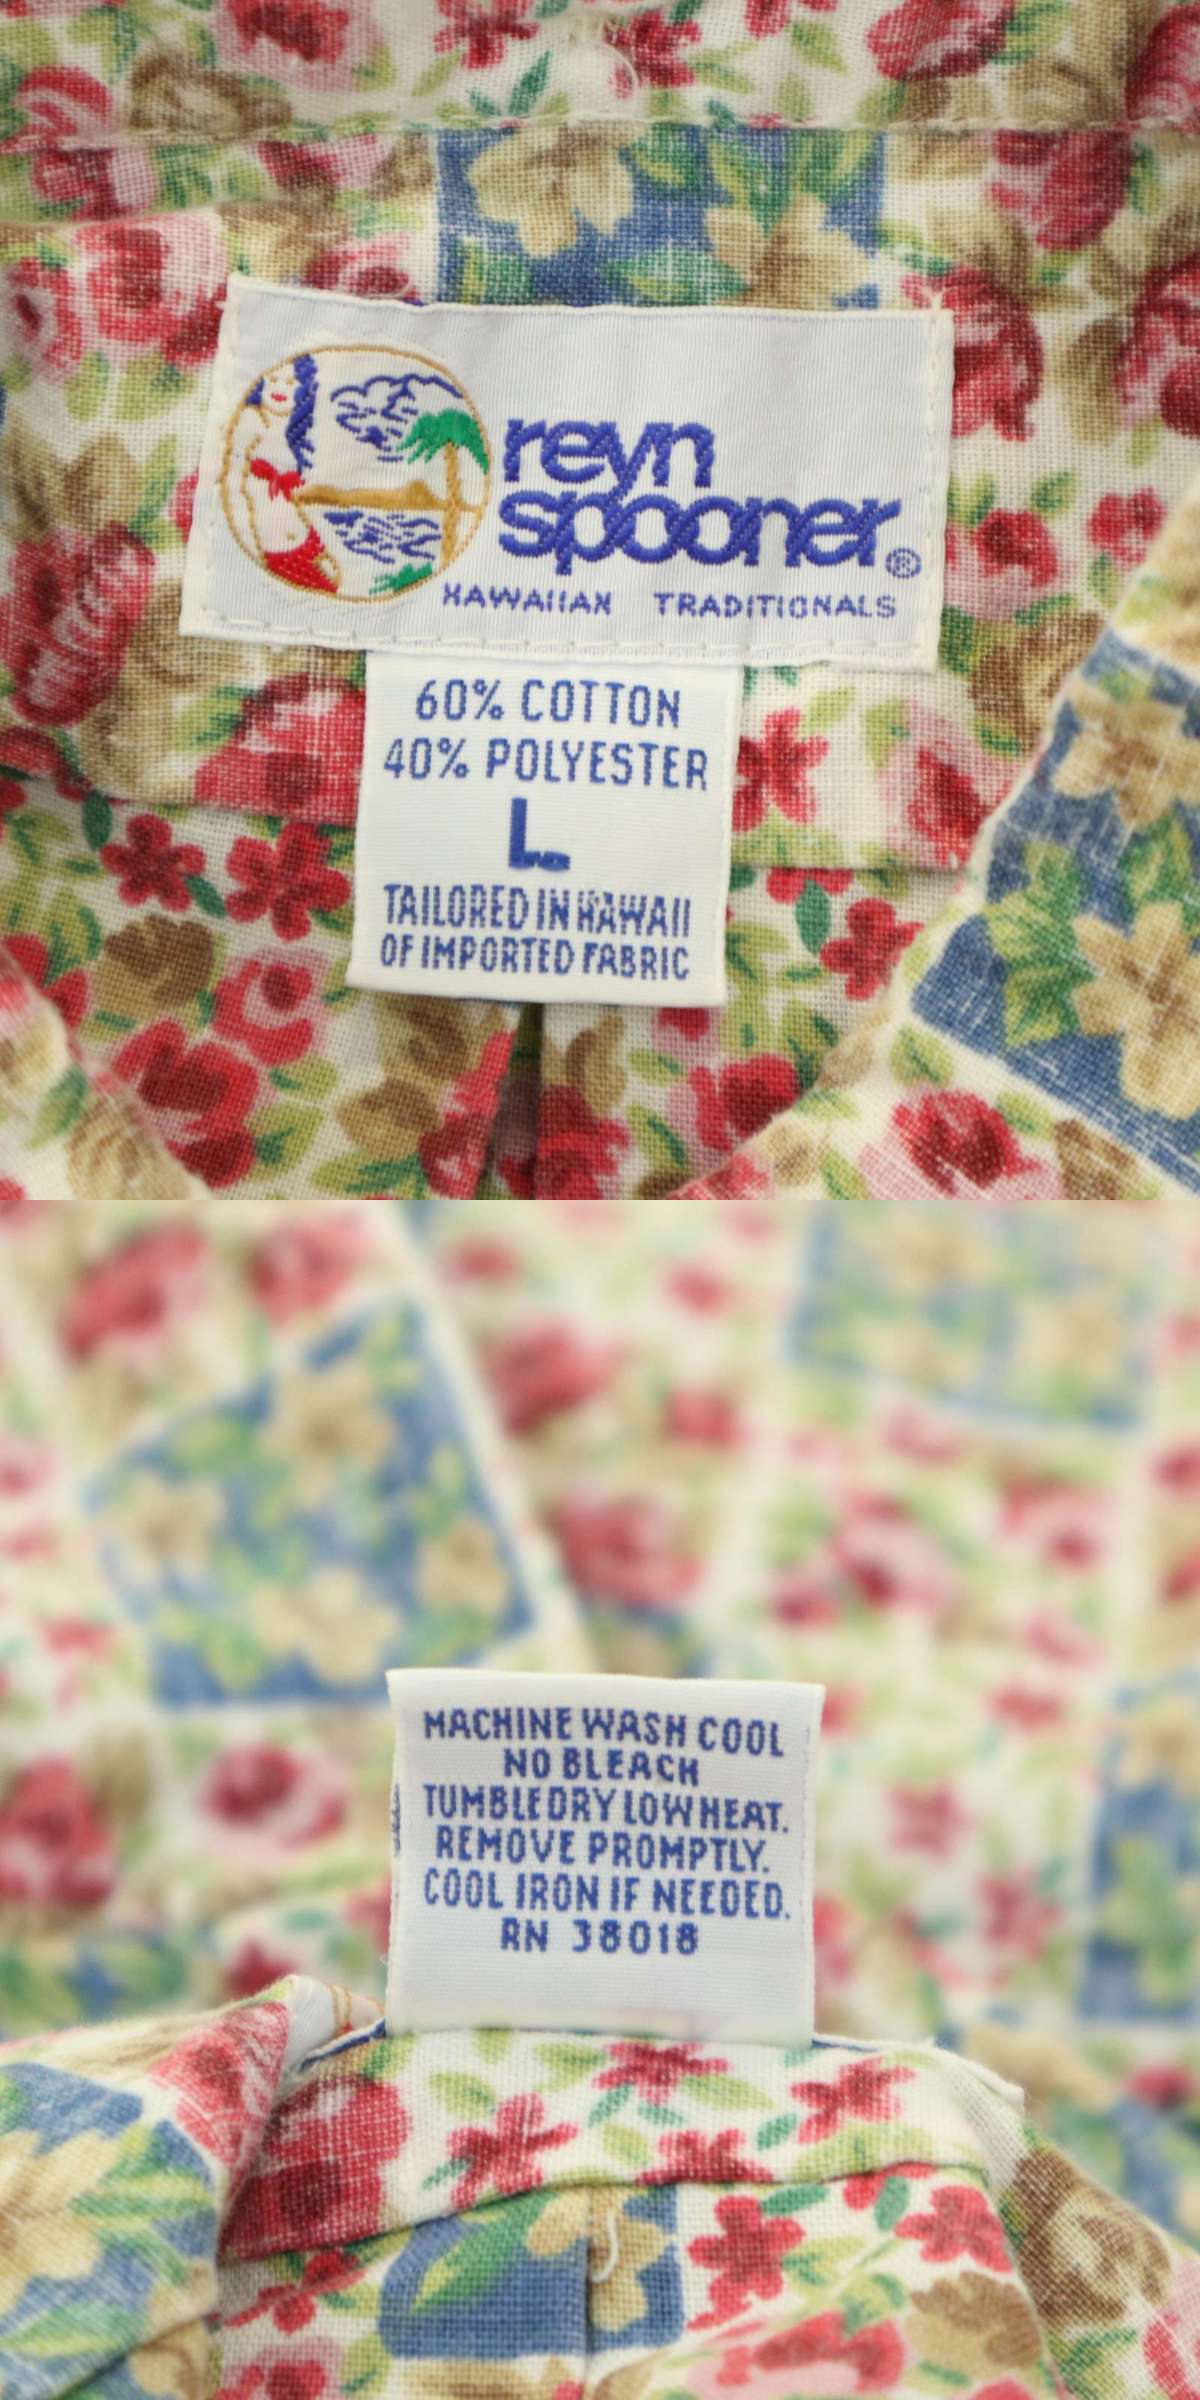 reyn
spooner®
HAWAIIAN TRADITIONALS
60% COTTON
40% POLYESTER
L
TAILORED IN HAWAII
OF IMPORTED FABRIC
MACHINE WASH COOL
NO BLEACH
TUMBLE DRY LOW HEAT.
REMOVE PROMPTLY.
COOL IRON IF NEEDED.
RN 38018